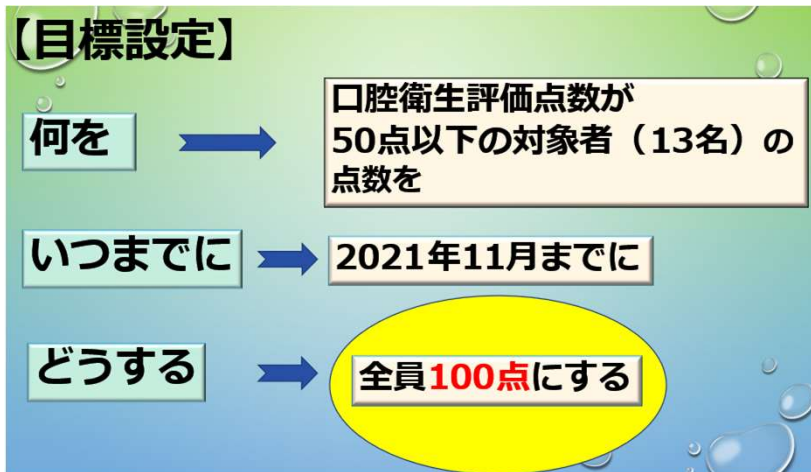 【目標設定】
何を
口腔衛生評価点数が
50点以下の対象者（13名）の
点数を
いつまでに
2021年11月までに
どうする
全員100点にする